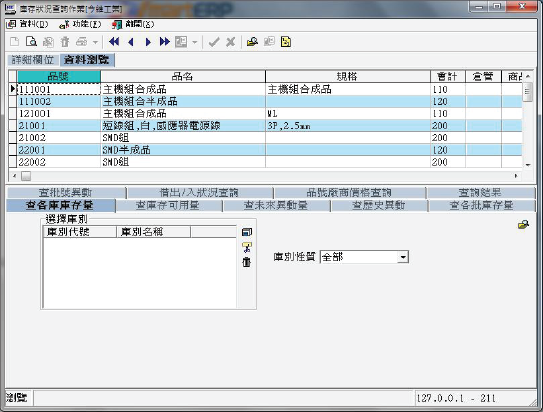 庫存狀況查詢作業[今緯工業]
資料(D) 功能(F) 離開(X)
詳細欄位 資料瀏覽
品號 品名 規格 會計 倉管 商品
111001 主機組合成品 主機組合成品 110
111002 主機組合半成品 120
121001 主機組合成品 ML 110
21001 短線組,白,感應器電源線 3P,2.5mm 200
21002 SMD組 200
22001 SMD半成品 120
22002 SMD組 200
查批號異動 借出/入狀況查詢 品號廠商價格查詢 查詢結果
查各庫庫存量 查庫存可用量 查未來異動量 查歷史異動 查各批庫存量
選擇庫別
庫別代號 庫別名稱
庫別性質 全部
瀏覽 127.0.0.1 - 211